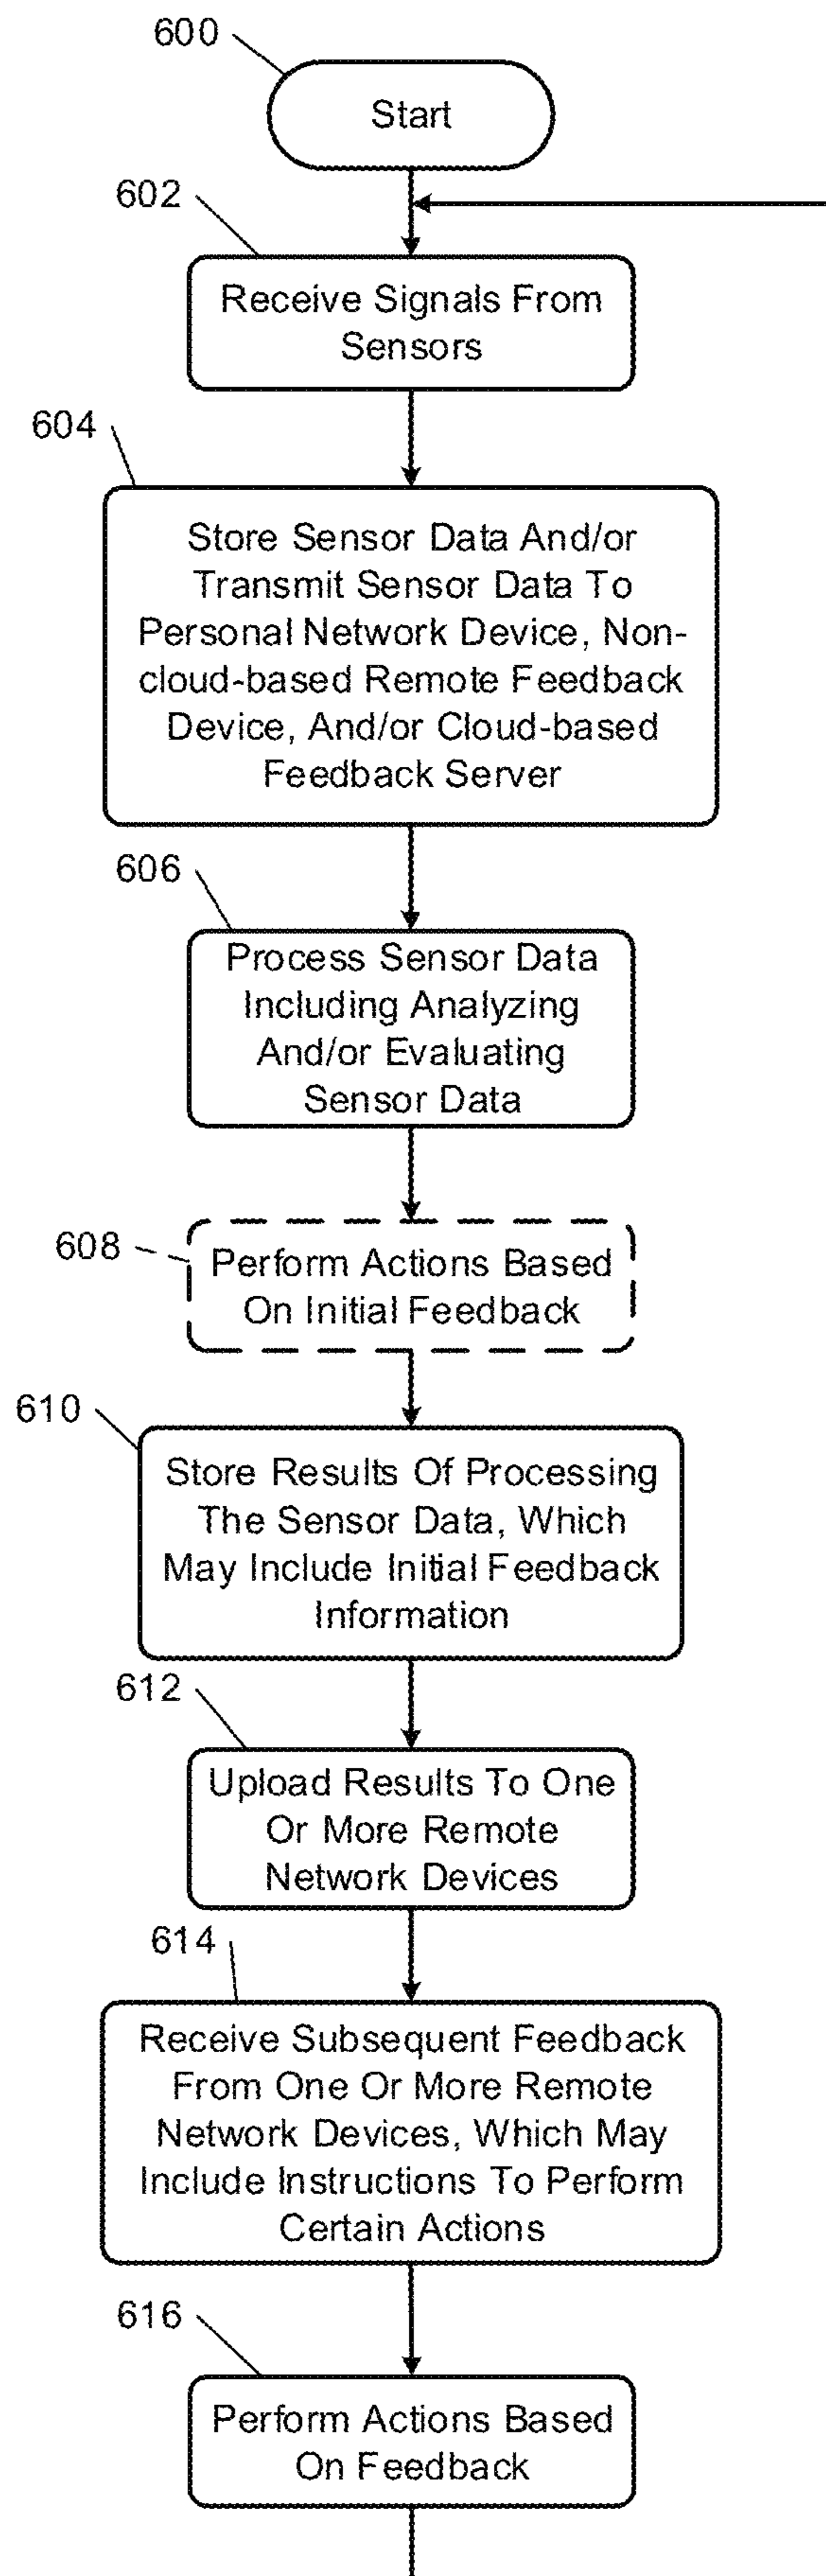 600
Start
602
Receive Signals From
Sensors
604
Store Sensor Data And/or
Transmit Sensor Data To
Personal Network Device, Non-
cloud-based Remote Feedback
Device, And/or Cloud-based
Feedback Server
606
Process Sensor Data
Including Analyzing
And/or Evaluating
Sensor Data
608
Perform Actions Based
On Initial Feedback
610
Store Results Of Processing
The Sensor Data, Which
May Include Initial Feedback
Information
612
Upload Results To One
Or More Remote
Network Devices
614
Receive Subsequent Feedback
From One Or More Remote
Network Devices, Which May
Include Instructions To Perform
Certain Actions
616
Perform Actions Based
On Feedback